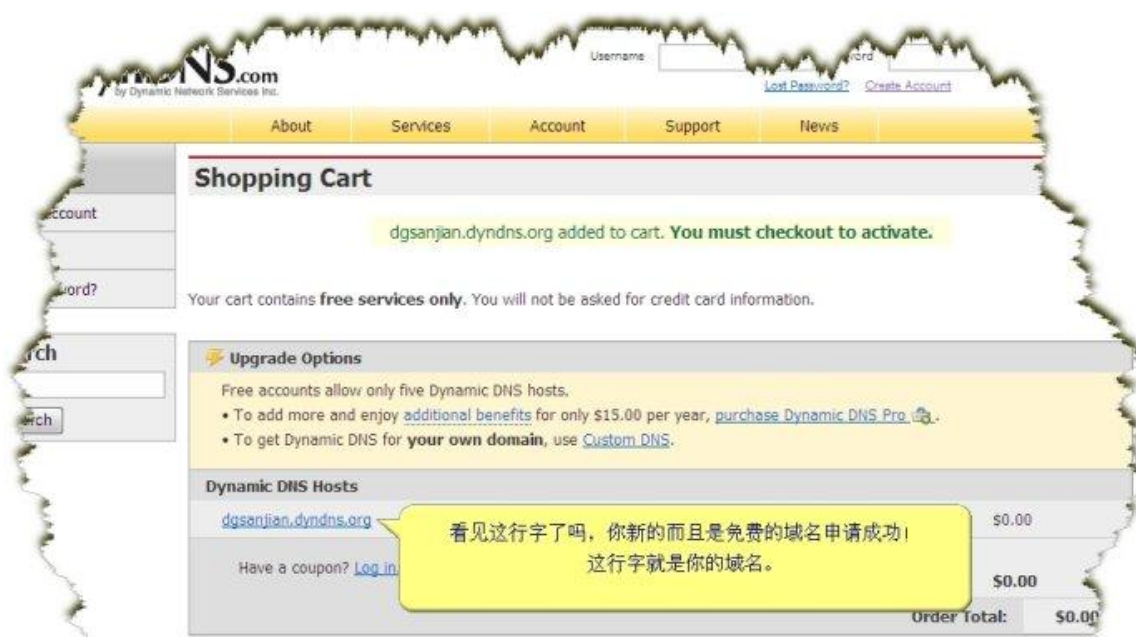 Username
NS.com
by Dynamic Network Services Inc.
Lost Password? Create Account
About Services Account Support News
Shopping Cart
dgsanjian.dyndns.org added to cart. You must checkout to activate.
Your cart contains free services only. You will not be asked for credit card information.
Upgrade Options
Free accounts allow only five Dynamic DNS hosts.
• To add more and enjoy additional benefits for only $15.00 per year, purchase Dynamic DNS Pro .
• To get Dynamic DNS for your own domain, use Custom DNS.
Dynamic DNS Hosts
dgsanjian.dyndns.org
看见这行字了吗，你新的而且是免费的域名申请成功！
这行字就是你的域名。
$0.00
Have a coupon? Log in
$0.00
Order Total: $0.00